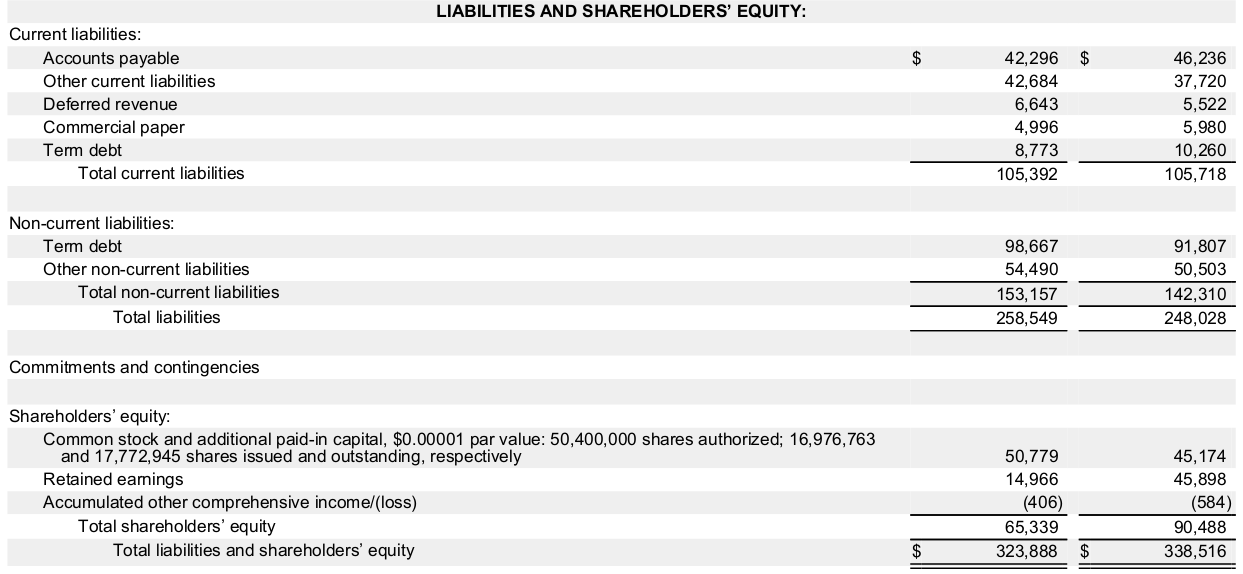 LIABILITIES AND SHAREHOLDERS’ EQUITY:
Current liabilities:
Accounts payable $ 42,296 $ 46,236
Other current liabilities 42,684 37,720
Deferred revenue 6,643 5,522
Commercial paper 4,996 5,980
Term debt 8,773 10,260
Total current liabilities 105,392 105,718
Non-current liabilities:
Term debt 98,667 91,807
Other non-current liabilities 54,490 50,503
Total non-current liabilities 153,157 142,310
Total liabilities 258,549 248,028
Commitments and contingencies
Shareholders’ equity:
Common stock and additional paid-in capital, $0.00001 par value: 50,400,000 shares authorized; 16,976,763
and 17,772,945 shares issued and outstanding, respectively 50,779 45,174
Retained earnings 14,966 45,898
Accumulated other comprehensive income/(loss) (406) (584)
Total shareholders’ equity 65,339 90,488
Total liabilities and shareholders’ equity $ 323,888 $ 338,516